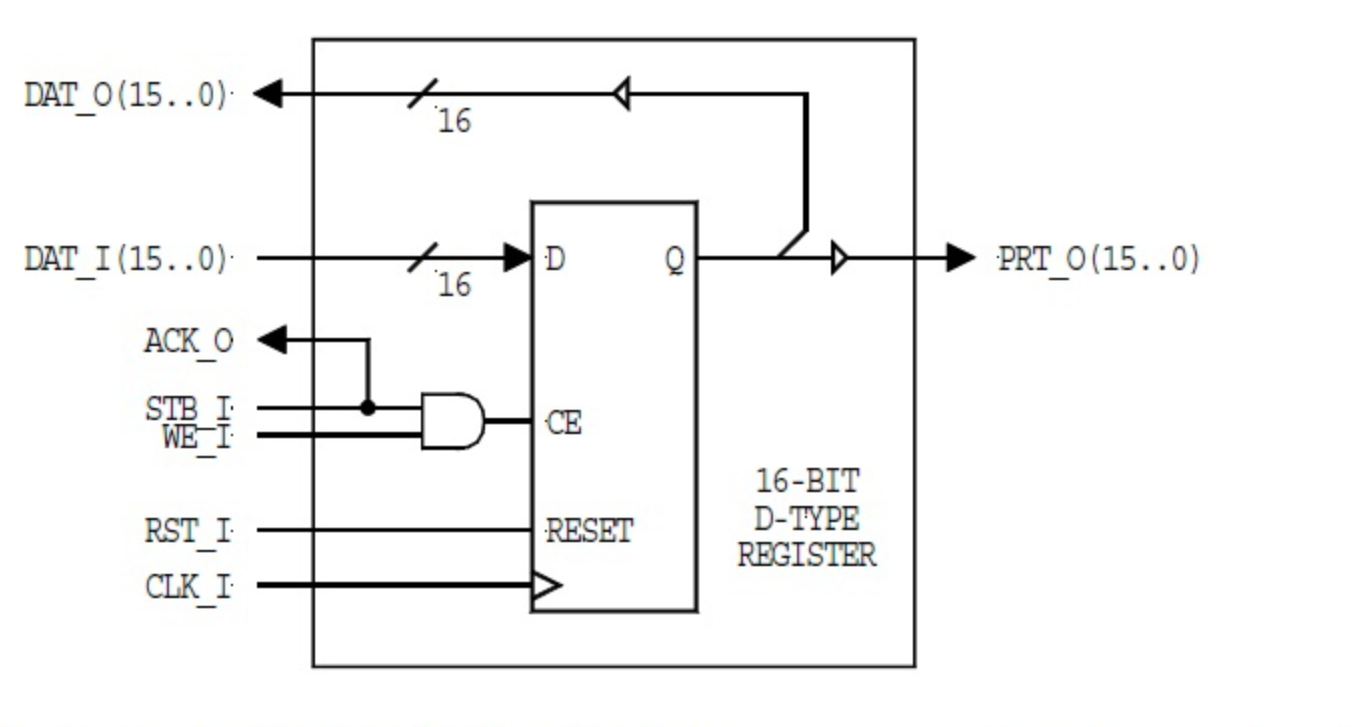 DAT_O(15..0)
16
DAT_I(15..0)
16
D
Q
PRT_O(15..0)
ACK_O
STB_I
WE_I
CE
16-BIT
D-TYPE
REGISTER
RST_I
RESET
CLK_I